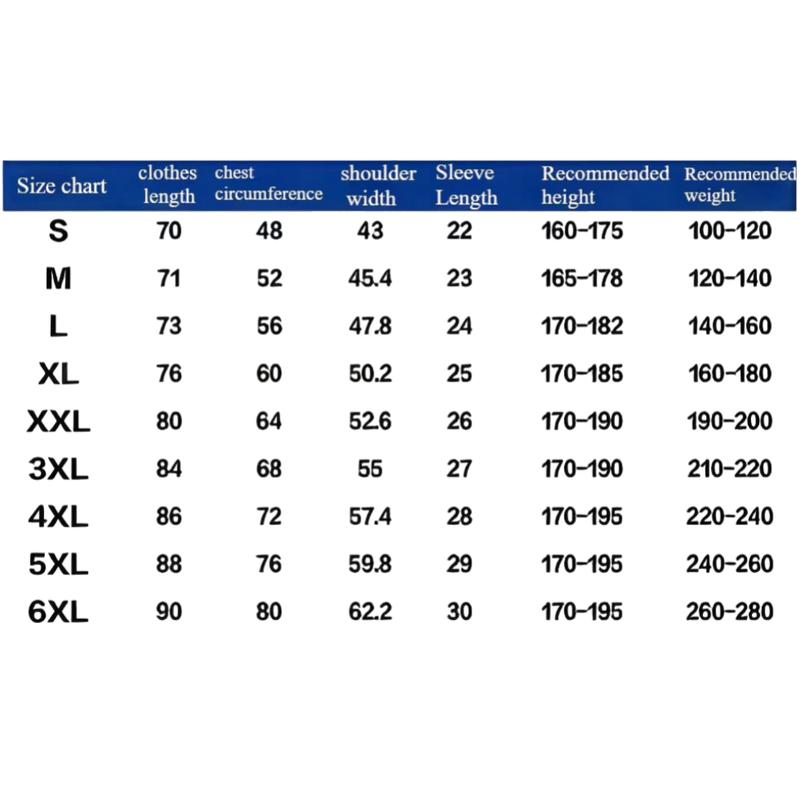 Size chart clothes length chest circumference shoulder width Sleeve Length Recommended height Recommended weight
S 70 48 43 22 160-175 100-120
M 71 52 45.4 23 165-178 120-140
L 73 56 47.8 24 170-182 140-160
XL 76 60 50.2 25 170-185 160-180
XXL 80 64 52.6 26 170-190 190-200
3XL 84 68 55 27 170-190 210-220
4XL 86 72 57.4 28 170-195 220-240
5XL 88 76 59.8 29 170-195 240-260
6XL 90 80 62.2 30 170-195 260-280